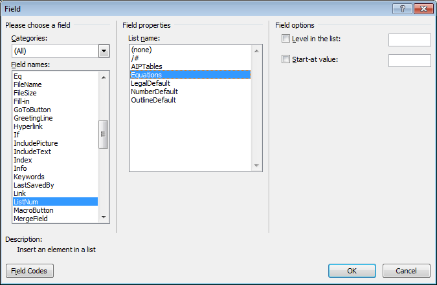 Field
Please choose a field
Categories:
(All)
Field names:
Eq
FileName
FileSize
Fill-in
GoToButton
GreetingLine
Hyperlink
If
IncludePicture
IncludeText
Index
Info
Keywords
LastSavedBy
Link
ListNum
MacroButton
MergeField
Field properties
List name:
(none)
/#
AIPTables
Equations
LegalDefault
NumberDefault
OutlineDefault
Field options
Level in the list:
Start-at value:
Description:
Insert an element in a list
Field Codes
OK
Cancel